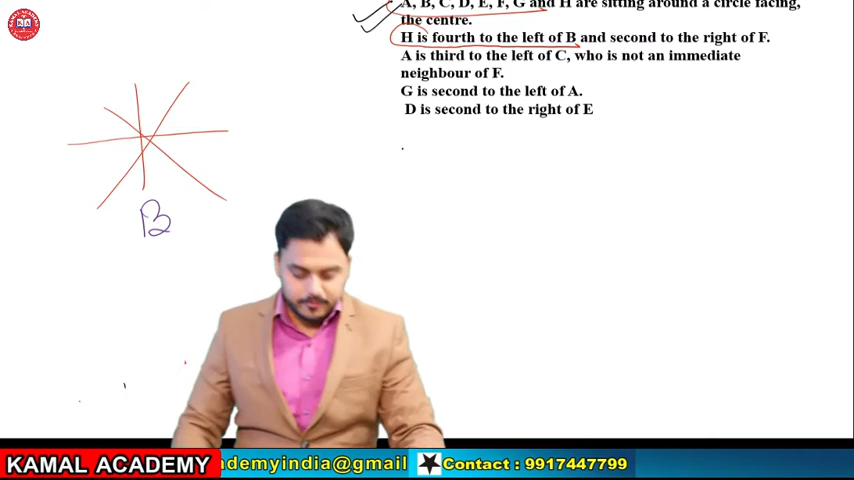 KAMAL ACADEMY
K A
A, B, C, D, E, F, G and H are sitting around a circle facing,
the centre.
H is fourth to the left of B and second to the right of F.
A is third to the left of C, who is not an immediate
neighbour of F.
G is second to the left of A.
D is second to the right of E
B
KAMAL ACADEMY
ademyindia@gmail
Contact : 9917447799